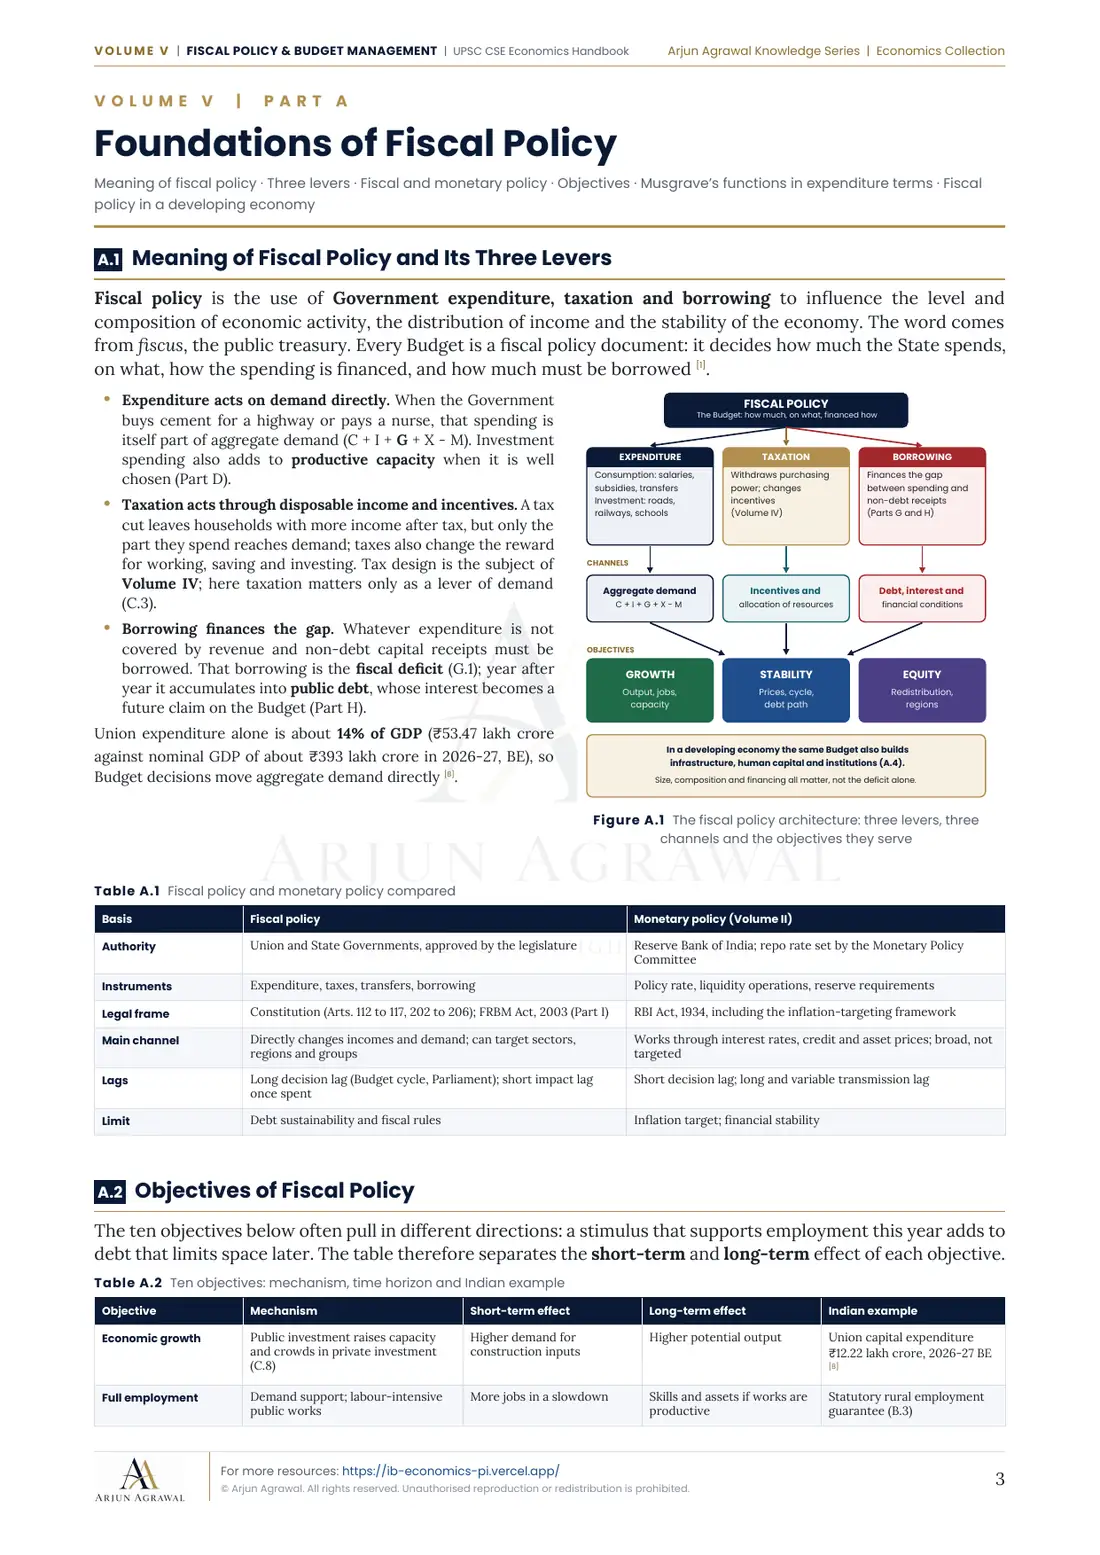 VOLUME V | FISCAL POLICY & BUDGET MANAGEMENT | UPSC CSE Economics Handbook
Arjun Agrawal Knowledge Series | Economics Collection
VOLUME V | PART A
Foundations of Fiscal Policy
Meaning of fiscal policy · Three levers · Fiscal and monetary policy · Objectives · Musgrave’s functions in expenditure terms · Fiscal
policy in a developing economy
A.1 Meaning of Fiscal Policy and Its Three Levers
Fiscal policy is the use of Government expenditure, taxation and borrowing to influence the level and
composition of economic activity, the distribution of income and the stability of the economy. The word comes
from fiscus, the public treasury. Every Budget is a fiscal policy document: it decides how much the State spends,
on what, how the spending is financed, and how much must be borrowed [1].
• Expenditure acts on demand directly. When the Government
buys cement for a highway or pays a nurse, that spending is
itself part of aggregate demand (C + I + G + X - M). Investment
spending also adds to productive capacity when it is well
chosen (Part D).
• Taxation acts through disposable income and incentives. A tax
cut leaves households with more income after tax, but only the
part they spend reaches demand; taxes also change the reward
for working, saving and investing. Tax design is the subject of
Volume IV; here taxation matters only as a lever of demand
(C.3).
• Borrowing finances the gap. Whatever expenditure is not
covered by revenue and non-debt capital receipts must be
borrowed. That borrowing is the fiscal deficit (G.1); year after
year it accumulates into public debt, whose interest becomes a
future claim on the Budget (Part H).
Union expenditure alone is about 14% of GDP (₹53.47 lakh crore
against nominal GDP of about ₹393 lakh crore in 2026-27, BE), so
Budget decisions move aggregate demand directly [6].
FISCAL POLICY
The Budget: how much, on what, financed how
EXPENDITURE
Consumption: salaries,
subsidies, transfers
Investment: roads,
railways, schools
TAXATION
Withdraws purchasing
power; changes
incentives
(Volume IV)
BORROWING
Finances the gap
between spending and
non-debt receipts
(Parts G and H)
CHANNELS
Aggregate demand
C + I + G + X - M
Incentives and
allocation of resources
Debt, interest and
financial conditions
OBJECTIVES
GROWTH
Output, jobs,
capacity
STABILITY
Prices, cycle,
debt path
EQUITY
Redistribution,
regions
In a developing economy the same Budget also builds
infrastructure, human capital and institutions (A.4).
Size, composition and financing all matter, not the deficit alone.
Figure A.1 The fiscal policy architecture: three levers, three
channels and the objectives they serve
ARJUN AGRAWAL
Table A.1 Fiscal policy and monetary policy compared
Basis Fiscal policy Monetary policy (Volume II)
Authority Union and State Governments, approved by the legislature Reserve Bank of India; repo rate set by the Monetary Policy
Committee
Instruments Expenditure, taxes, transfers, borrowing Policy rate, liquidity operations, reserve requirements
Legal frame Constitution (Arts. 112 to 117, 202 to 206); FRBM Act, 2003 (Part I) RBI Act, 1934, including the inflation-targeting framework
Main channel Directly changes incomes and demand; can target sectors, Works through interest rates, credit and asset prices; broad, not
regions and groups targeted
Lags Long decision lag (Budget cycle, Parliament); short impact lag Short decision lag; long and variable transmission lag
once spent
Limit Debt sustainability and fiscal rules Inflation target; financial stability
A.2 Objectives of Fiscal Policy
The ten objectives below often pull in different directions: a stimulus that supports employment this year adds to
debt that limits space later. The table therefore separates the short-term and long-term effect of each objective.
Table A.2 Ten objectives: mechanism, time horizon and Indian example
Objective Mechanism Short-term effect Long-term effect Indian example
Economic growth Public investment raises capacity Higher demand for Higher potential output Union capital expenditure
and crowds in private investment construction inputs ₹12.22 lakh crore, 2026-27 BE
(C.8) [6]
Full employment Demand support; labour-intensive More jobs in a slowdown Skills and assets if works are Statutory rural employment
public works productive guarantee (B.3)
ARJUN AGRAWAL
For more resources: https://ib-economics-pi.vercel.app/
© Arjun Agrawal. All rights reserved. Unauthorised reproduction or redistribution is prohibited.
3